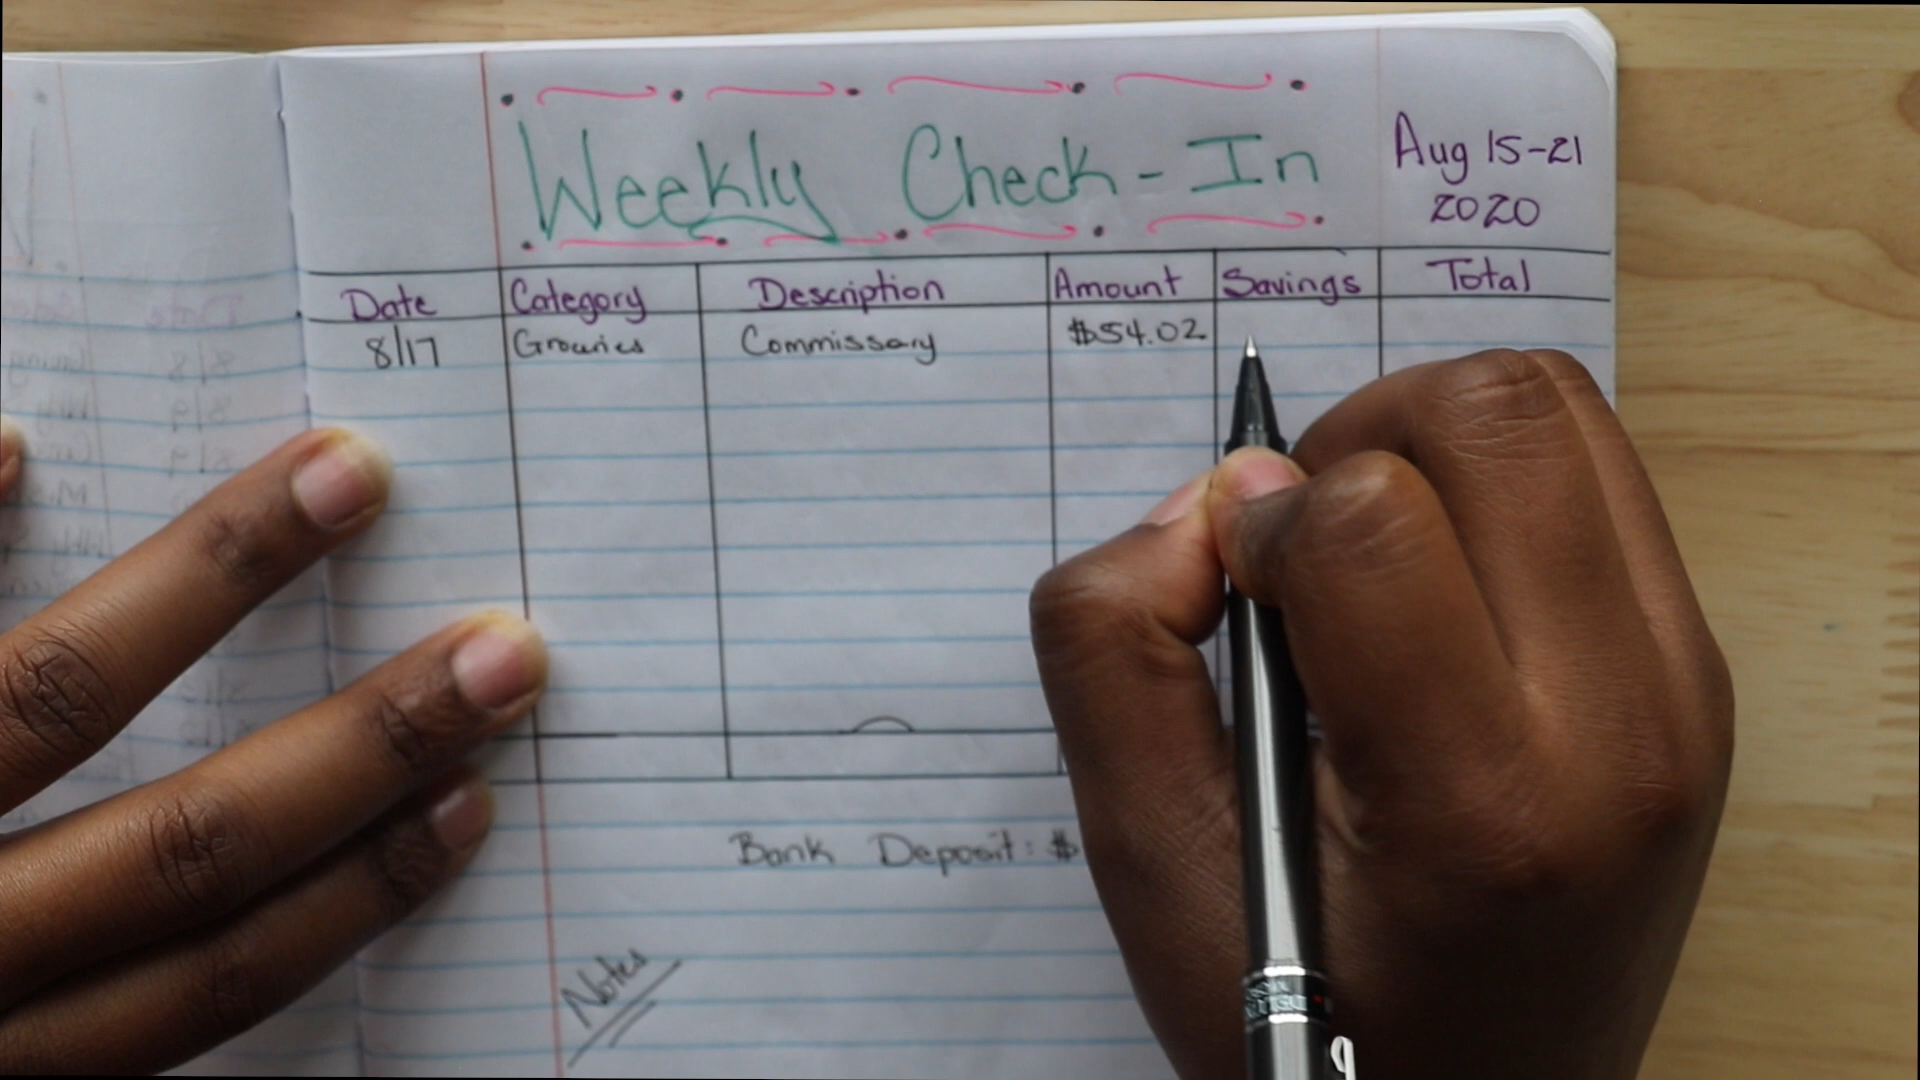 Weekly Check-In
Aug 15-21
2020
Date Category Description Amount Savings Total
8/17 Groceries Commissary $54.02
Bank Deposit: $
Notes